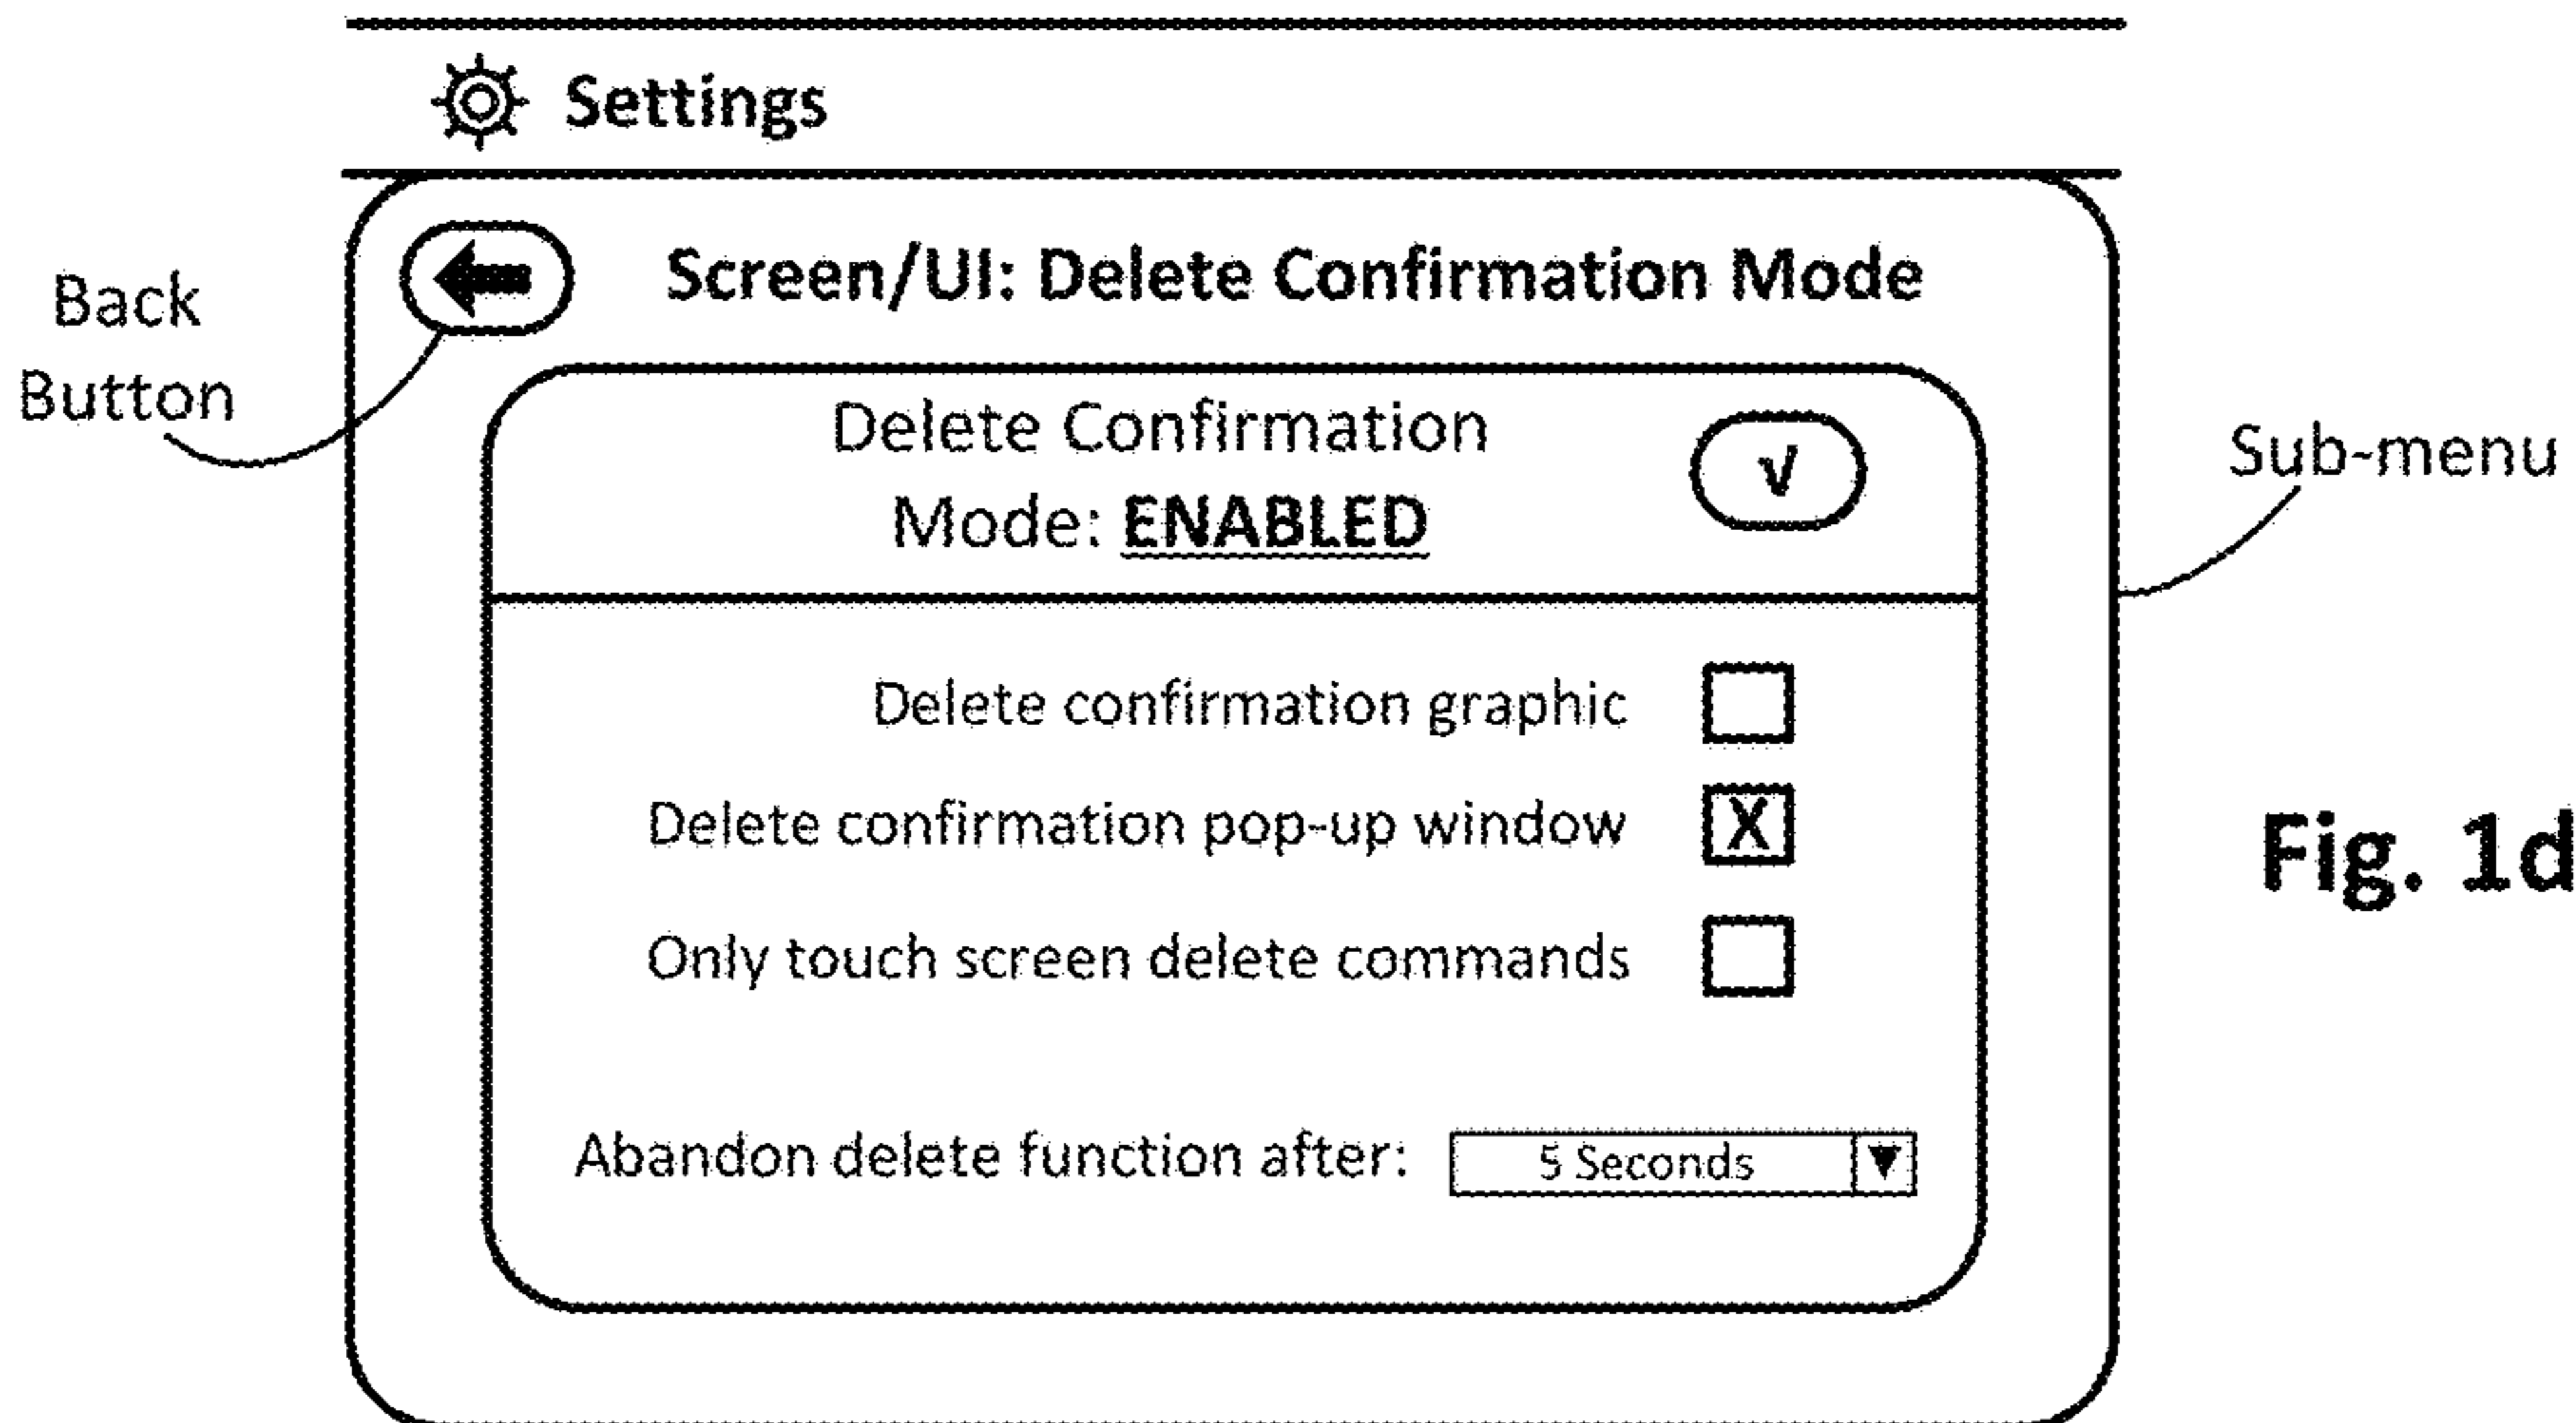 Settings
Back
Button
Screen/UI: Delete Confirmation Mode
Delete Confirmation
Mode: ENABLED
√
Sub-menu
Delete confirmation graphic
Delete confirmation pop-up window
X
Only touch screen delete commands
Abandon delete function after:
5 Seconds
▼
Fig. 1d